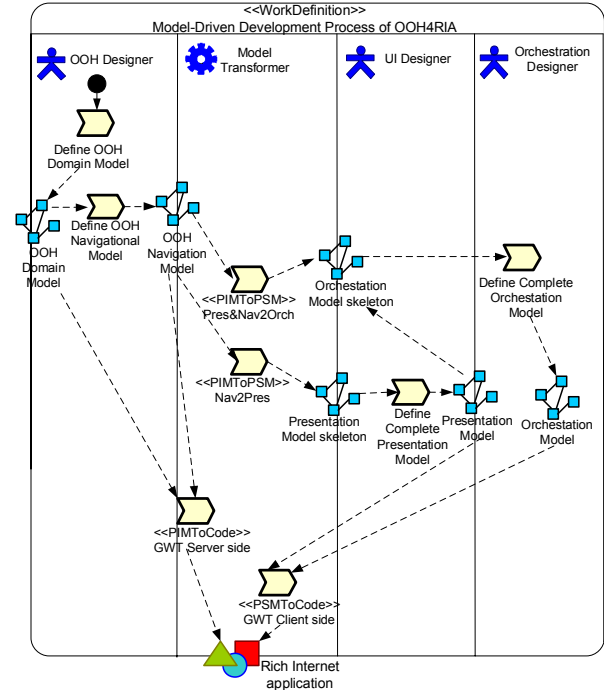 <<WorkDefinition>>
Model-Driven Development Process of OOH4RIA
OOH Designer
Model
Transformer
UI Designer
Orchestration
Designer
Define OOH
Domain Model
Define OOH
Navigational Model
OOH
Domain
Model
OOH
Navigation
Model
<<PIMToPSM>>
Pres&Nav2Orch
Orchestation
Model skeleton
Define Complete
Orchestation
Model
<<PIMToPSM>>
Nav2Pres
Presentation
Model skeleton
Define
Complete
Presentation
Model
Presentation
Model
Orchestation
Model
<<PIMToCode>>
GWT Server side
<<PSMToCode>>
GWT Client side
Rich Internet
application